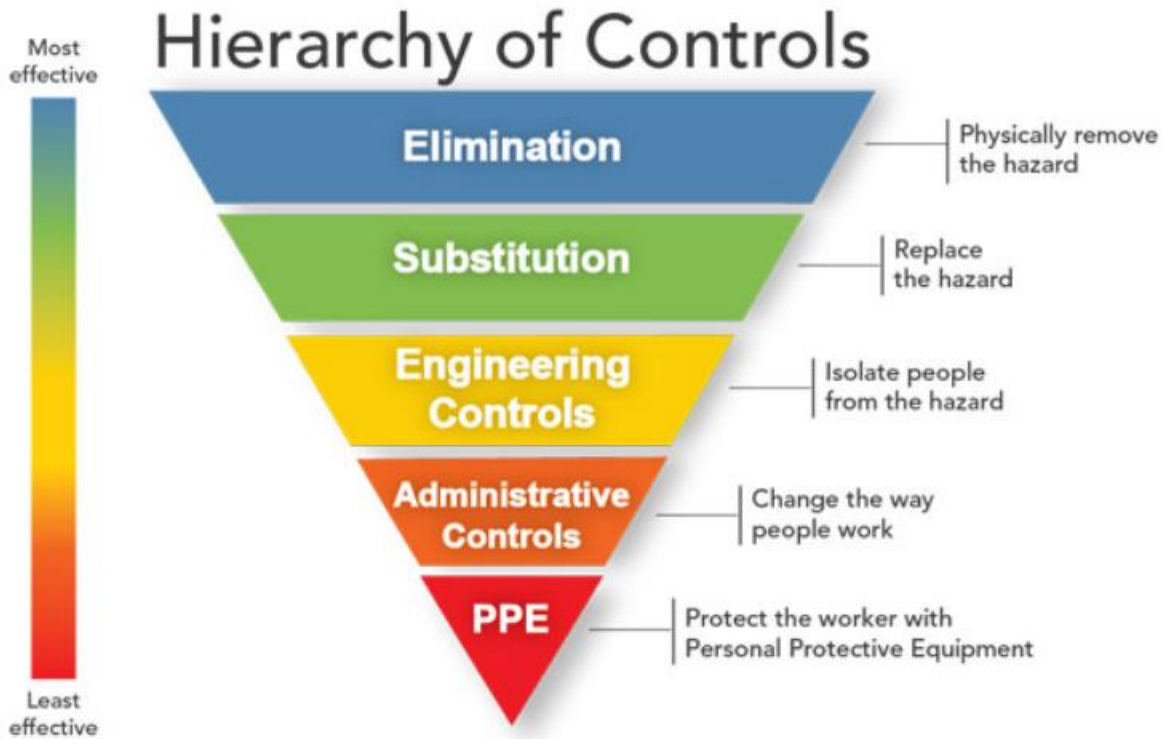 Hierarchy of Controls
Most
effective
Elimination
Physically remove
the hazard
Substitution
Replace
the hazard
Engineering
Controls
Isolate people
from the hazard
Administrative
Controls
Change the way
people work
PPE
Protect the worker with
Personal Protective Equipment
Least
effective